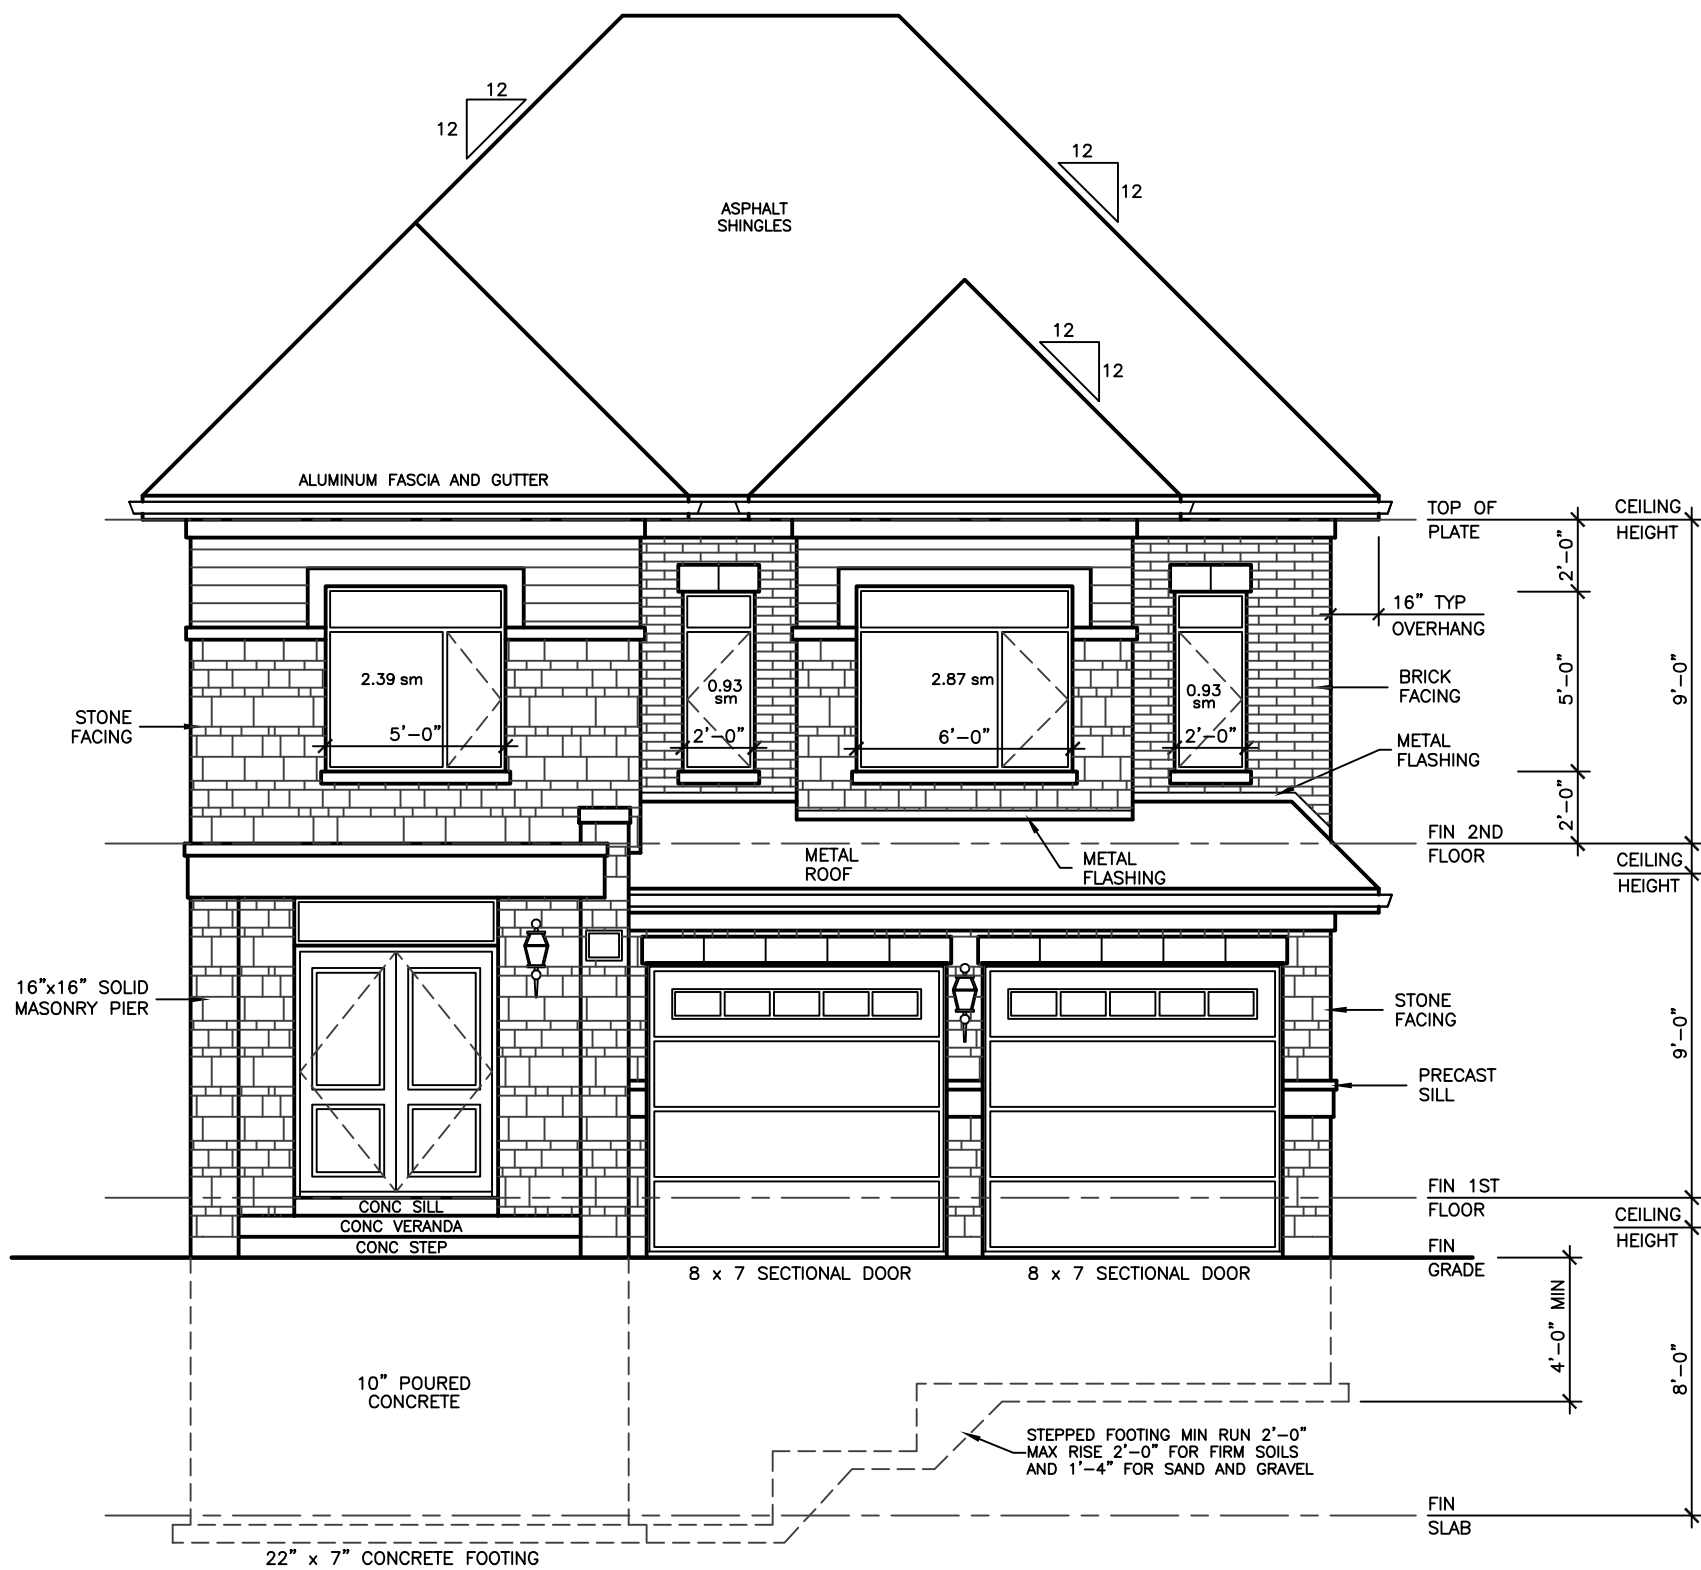 12
12
12
12
ASPHALT
SHINGLES
12
12
ALUMINUM FASCIA AND GUTTER
TOP OF
PLATE
CEILING
HEIGHT
2'-0"
16" TYP
OVERHANG
2.39 sm
0.93
sm
2.87 sm
0.93
sm
BRICK
FACING
5'-0"
9'-0"
STONE
FACING
5'-0"
2'-0"
6'-0"
2'-0"
METAL
FLASHING
2'-0"
FIN 2ND
FLOOR
METAL
ROOF
METAL
FLASHING
CEILING
HEIGHT
16"x16" SOLID
MASONRY PIER
STONE
FACING
9'-0"
PRECAST
SILL
FIN 1ST
FLOOR
CONC SILL
CONC VERANDA
CONC STEP
CEILING
HEIGHT
FIN
GRADE
8 x 7 SECTIONAL DOOR
8 x 7 SECTIONAL DOOR
4'-0" MIN
10" POURED
CONCRETE
8'-0"
STEPPED FOOTING MIN RUN 2'-0"
MAX RISE 2'-0" FOR FIRM SOILS
AND 1'-4" FOR SAND AND GRAVEL
FIN
SLAB
22" x 7" CONCRETE FOOTING